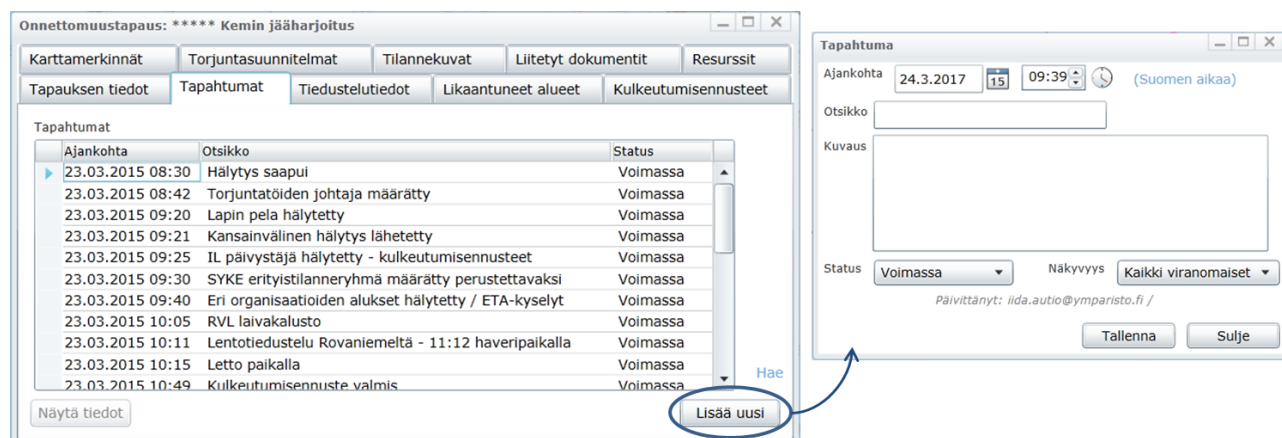 Onnettomuustapaus: ***** Kemin jääharjoitus
Karttamerkinnät Torjuntasuunnitelmat Tilannekuvat Liitetyt dokumentit Resurssit
Tapauksen tiedot Tapahtumat Tiedustelutiedot Likaantuneet alueet Kulkeutumisennusteet
Tapahtumat
Ajankohta Otsikko Status
23.03.2015 08:30 Hälytys saapui Voimassa
23.03.2015 08:42 Torjuntatöiden johtaja määrätty Voimassa
23.03.2015 09:20 Lapin pela hälytetty Voimassa
23.03.2015 09:21 Kansainvälinen hälytys lähetetty Voimassa
23.03.2015 09:25 IL päivystäjä hälytetty - kulkeutumisennusteet Voimassa
23.03.2015 09:30 SYKE erityistilanneryhmä määrätty perustettavaksi Voimassa
23.03.2015 09:40 Eri organisaatioiden alukset hälytetty / ETA-kyselyt Voimassa
23.03.2015 10:05 RVL laivakalusto Voimassa
23.03.2015 10:11 Lentotiedustelu Rovaniemeltä - 11:12 haveripaikalla Voimassa
23.03.2015 10:15 Letto paikalla Voimassa
23.03.2015 10:49 Kulkeutumisennuste valmis Voimassa
Hae
Näytä tiedot Lisää uusi
Tapahtuma
Ajankohta 24.3.2017 15 09:39 (Suomen aikaa)
Otsikko
Kuvaus
Status Voimassa Näkyvyys Kaikki viranomaiset
Päivittänyt: iida.autio@ymparisto.fi /
Tallenna Sulje